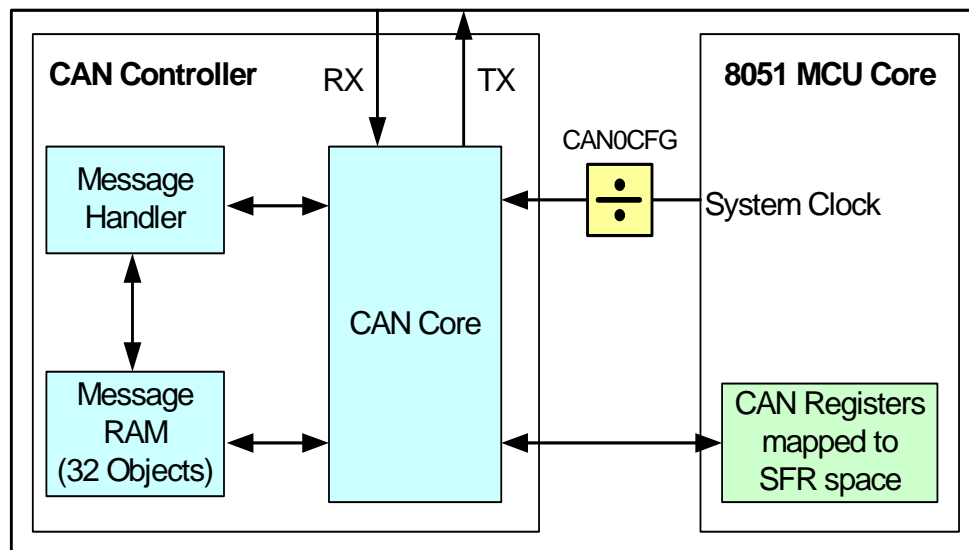 CAN Controller
RX
TX
8051 MCU Core
CAN0CFG
Message
Handler
System Clock
CAN Core
Message
RAM
(32 Objects)
CAN Registers
mapped to
SFR space